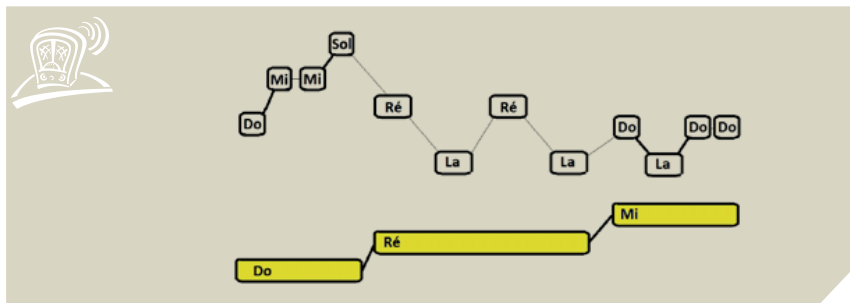 Sol
Mi Mi
Ré Ré
Do Do Do Do
La La La
Mi
Ré
Do